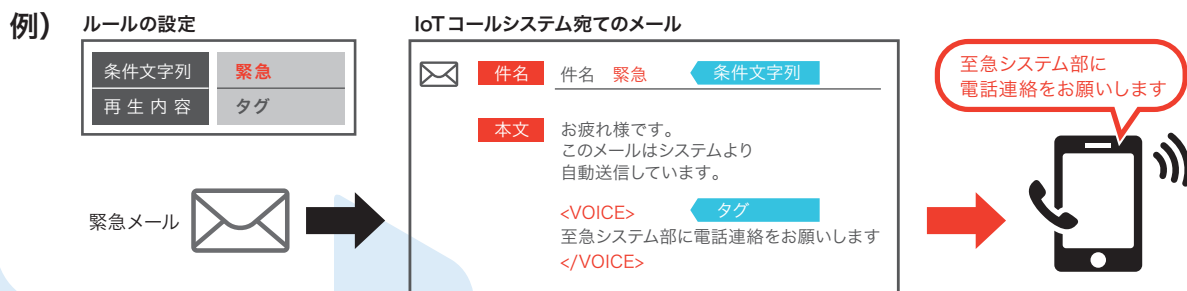 例）
ルールの設定
条件文字列 緊急
再生内容 タグ
緊急メール
IoTコールシステム宛てのメール
件名 件名 緊急 条件文字列
本文 お疲れ様です。
このメールはシステムより
自動送信しています。
<VOICE> タグ
至急システム部に電話連絡をお願いします
</VOICE>
至急システム部に
電話連絡をお願いします